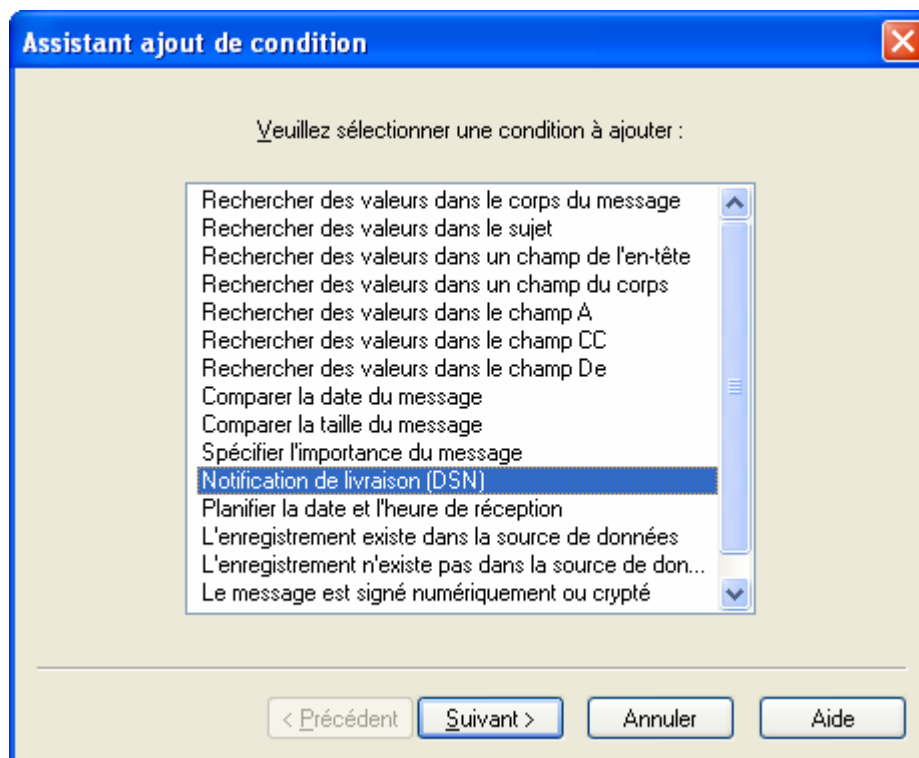 Assistant ajout de condition
Veuillez sélectionner une condition à ajouter :
Rechercher des valeurs dans le corps du message
Rechercher des valeurs dans le sujet
Rechercher des valeurs dans un champ de l'en-tête
Rechercher des valeurs dans un champ du corps
Rechercher des valeurs dans le champ A
Rechercher des valeurs dans le champ CC
Rechercher des valeurs dans le champ De
Comparer la date du message
Comparer la taille du message
Spécifier l'importance du message
Notification de livraison (DSN)
Planifier la date et l'heure de réception
L'enregistrement existe dans la source de données
L'enregistrement n'existe pas dans la source de don...
Le message est signé numériquement ou crypté
< Précédent Suivant > Annuler Aide